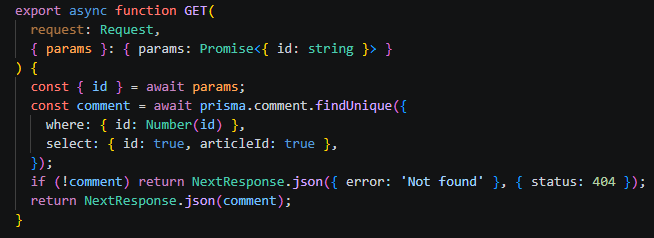 export async function GET(
  request: Request,
  { params }: { params: Promise<{ id: string }> }
) {
  const { id } = await params;
  const comment = await prisma.comment.findUnique({
    where: { id: Number(id) },
    select: { id: true, articleId: true },
  });
  if (!comment) return NextResponse.json({ error: 'Not found' }, { status: 404 });
  return NextResponse.json(comment);
}